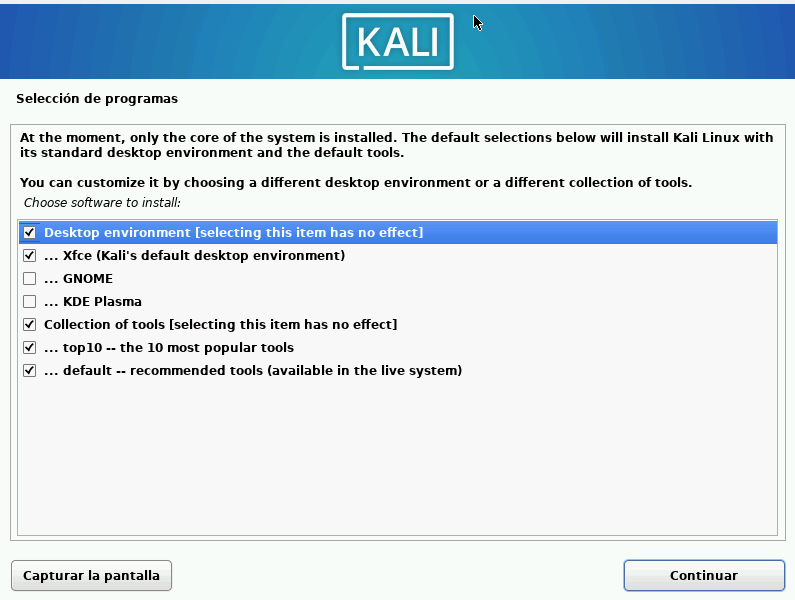 KALI
Selección de programas
At the moment, only the core of the system is installed. The default selections below will install Kali Linux with
its standard desktop environment and the default tools.
You can customize it by choosing a different desktop environment or a different collection of tools.
Choose software to install:
Desktop environment [selecting this item has no effect]
... Xfce (Kali's default desktop environment)
... GNOME
... KDE Plasma
Collection of tools [selecting this item has no effect]
... top10 -- the 10 most popular tools
... default -- recommended tools (available in the live system)
Capturar la pantalla
Continuar